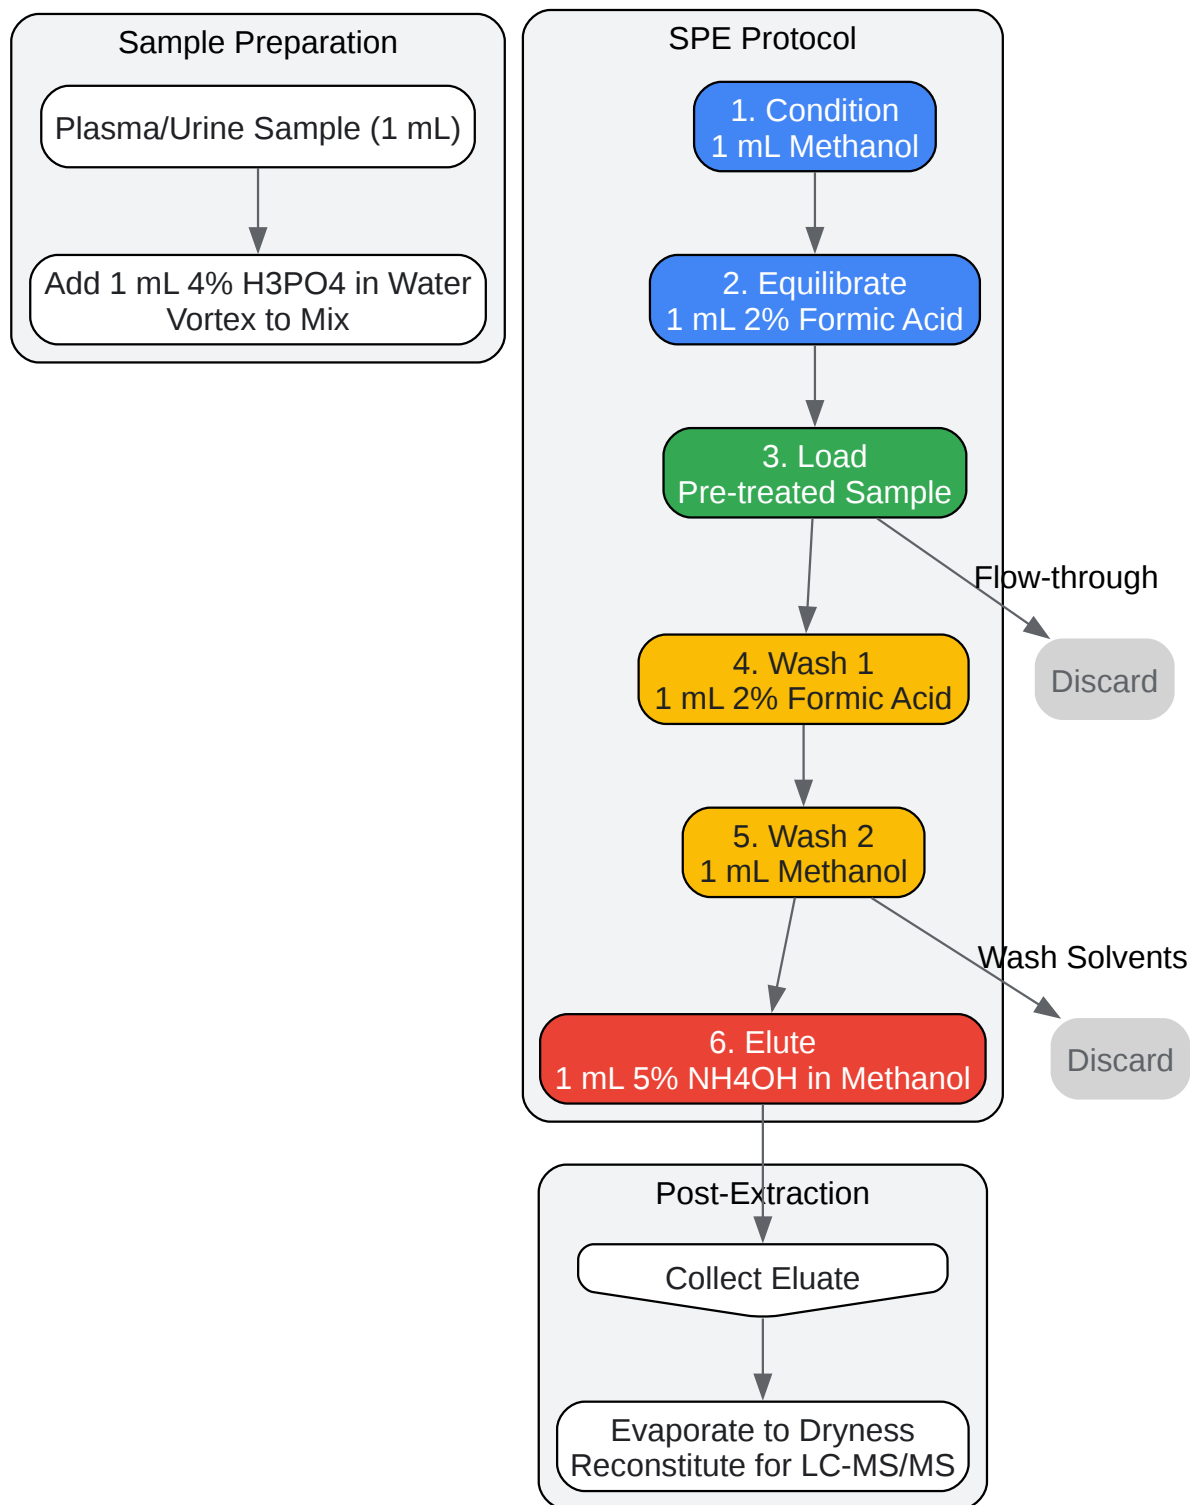 Sample Preparation
Plasma/Urine Sample (1 mL)
Add 1 mL 4% H3PO4 in Water
Vortex to Mix
SPE Protocol
1. Condition
1 mL Methanol
2. Equilibrate
1 mL 2% Formic Acid
3. Load
Pre-treated Sample
Flow-through
Discard
4. Wash 1
1 mL 2% Formic Acid
5. Wash 2
1 mL Methanol
Wash Solvents
Discard
6. Elute
1 mL 5% NH4OH in Methanol
Post-Extraction
Collect Eluate
Evaporate to Dryness
Reconstitute for LC-MS/MS